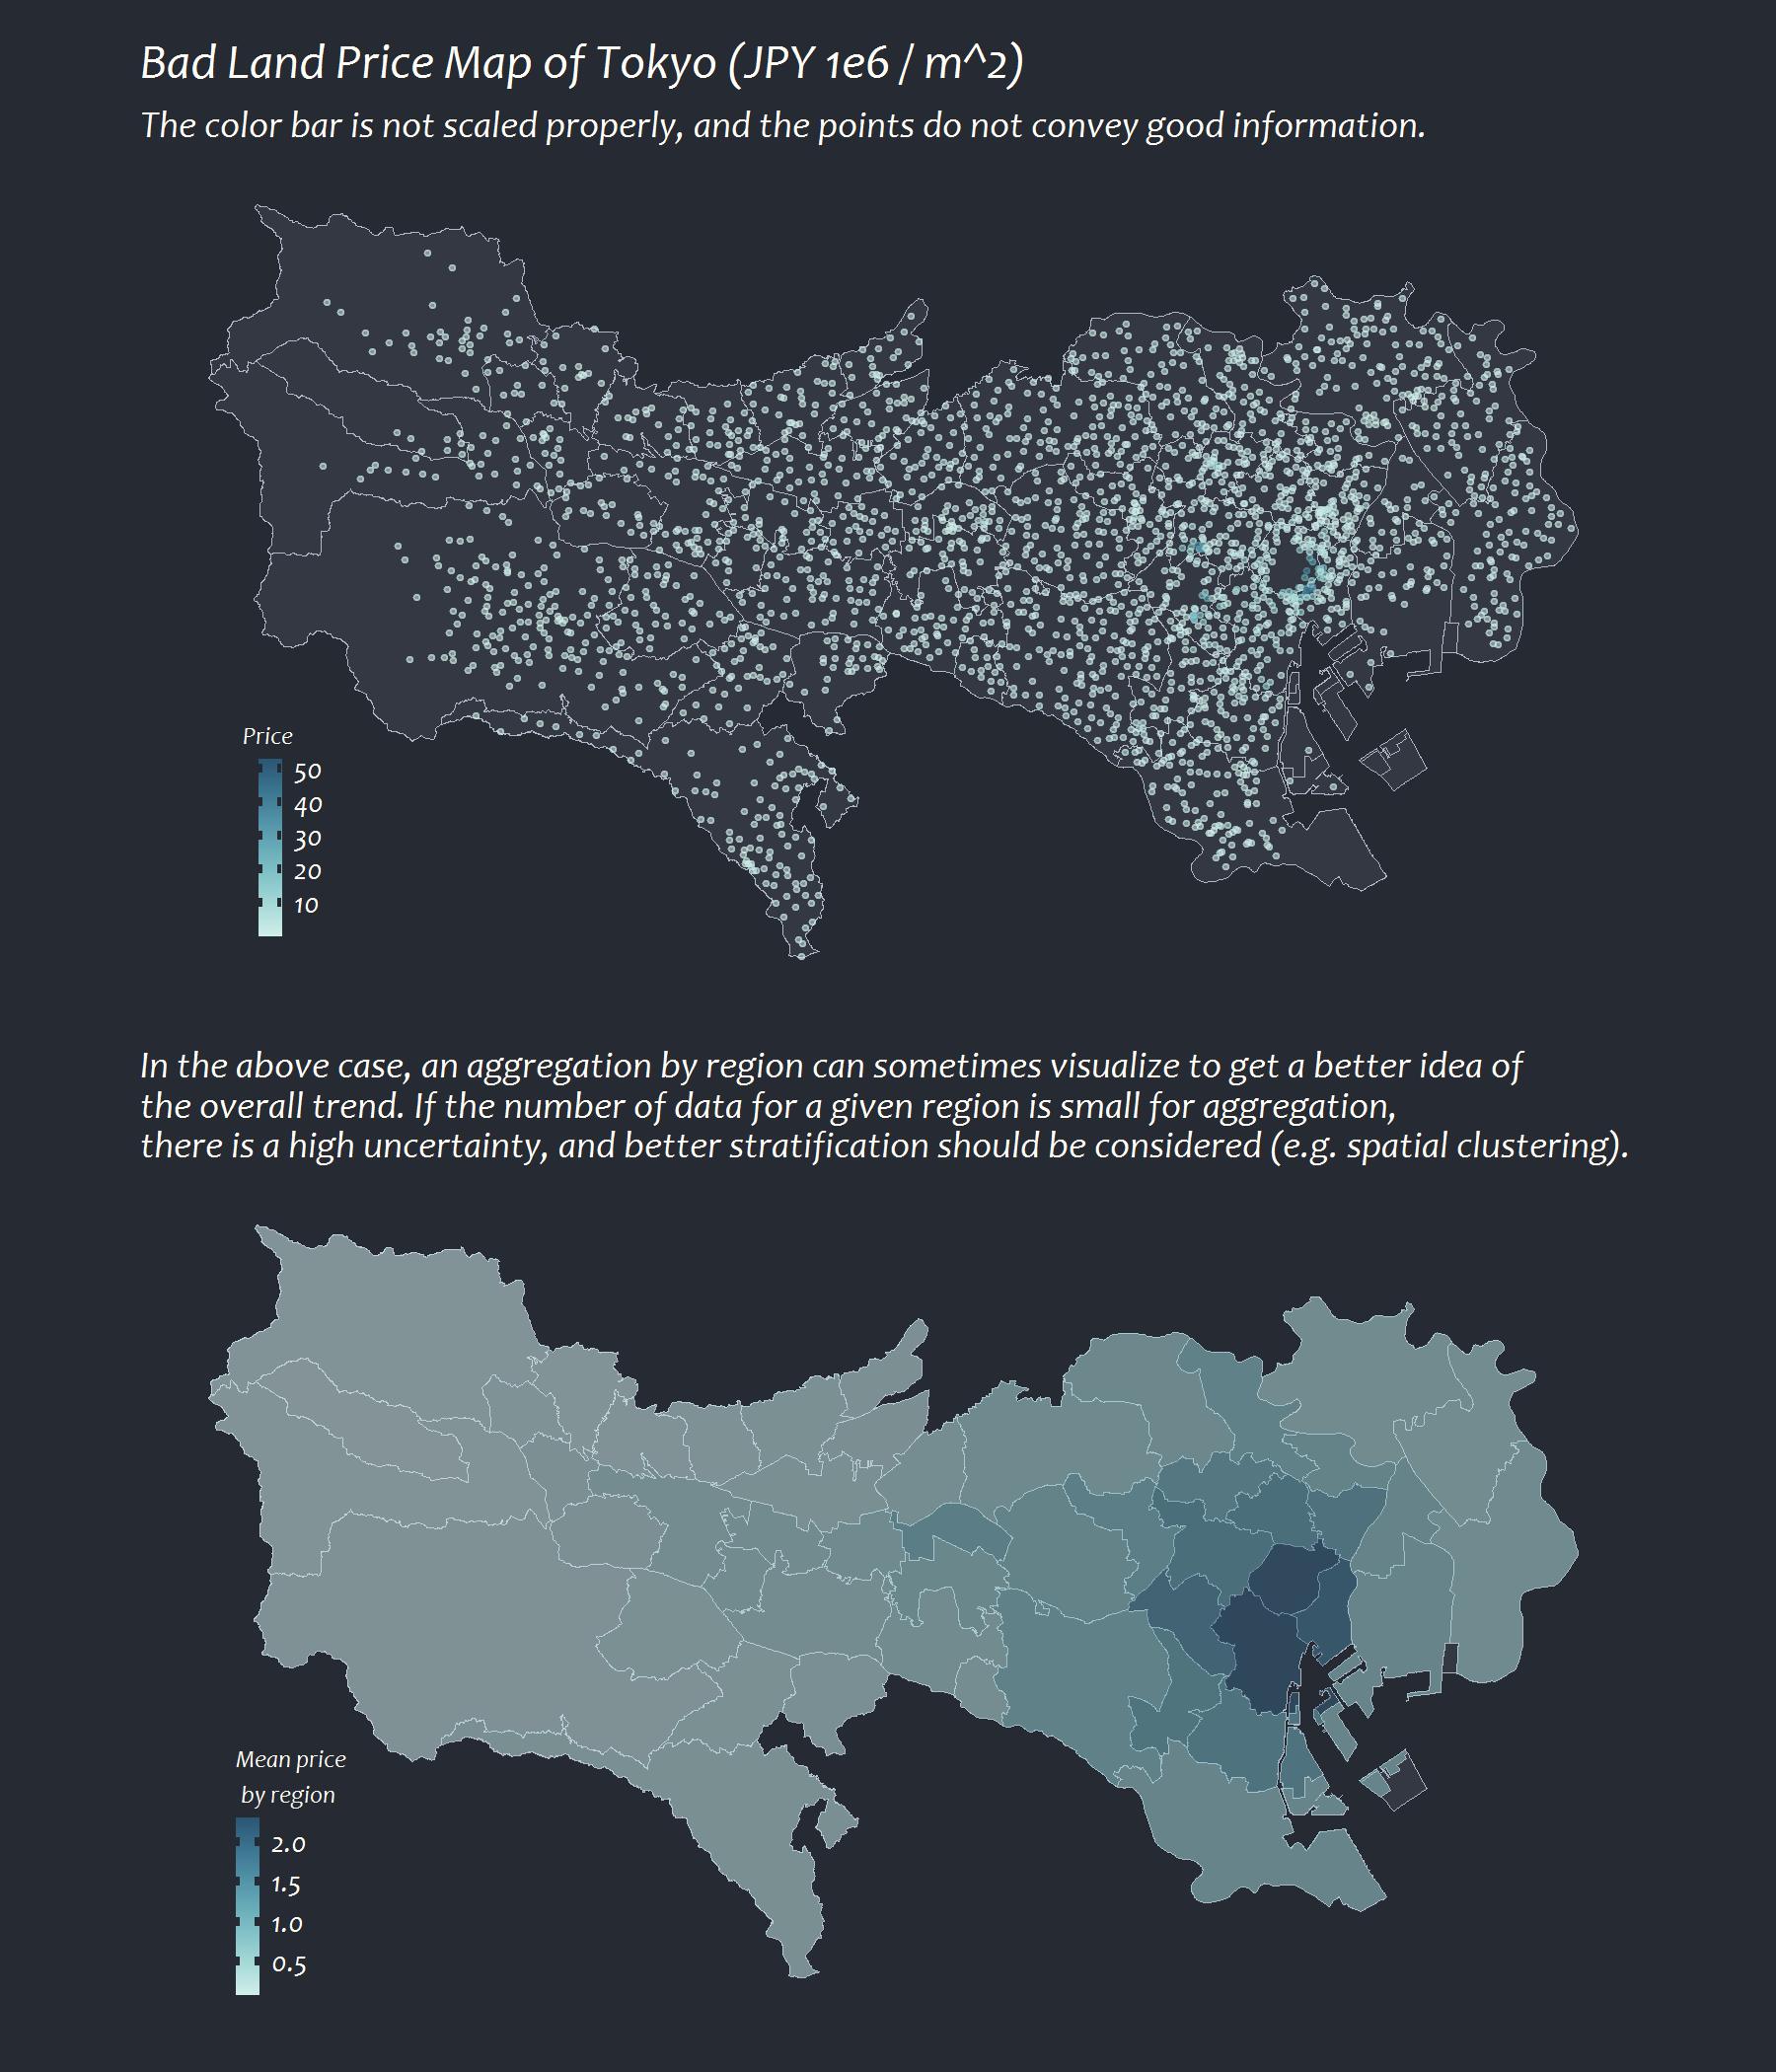 Bad Land Price Map of Tokyo (JPY 1e6 / m^2)
The color bar is not scaled properly, and the points do not convey good information.
Price
50
40
30
20
10
In the above case, an aggregation by region can sometimes visualize to get a better idea of
the overall trend. If the number of data for a given region is small for aggregation,
there is a high uncertainty, and better stratification should be considered (e.g. spatial clustering).
Mean price
by region
2.0
1.5
1.0
0.5